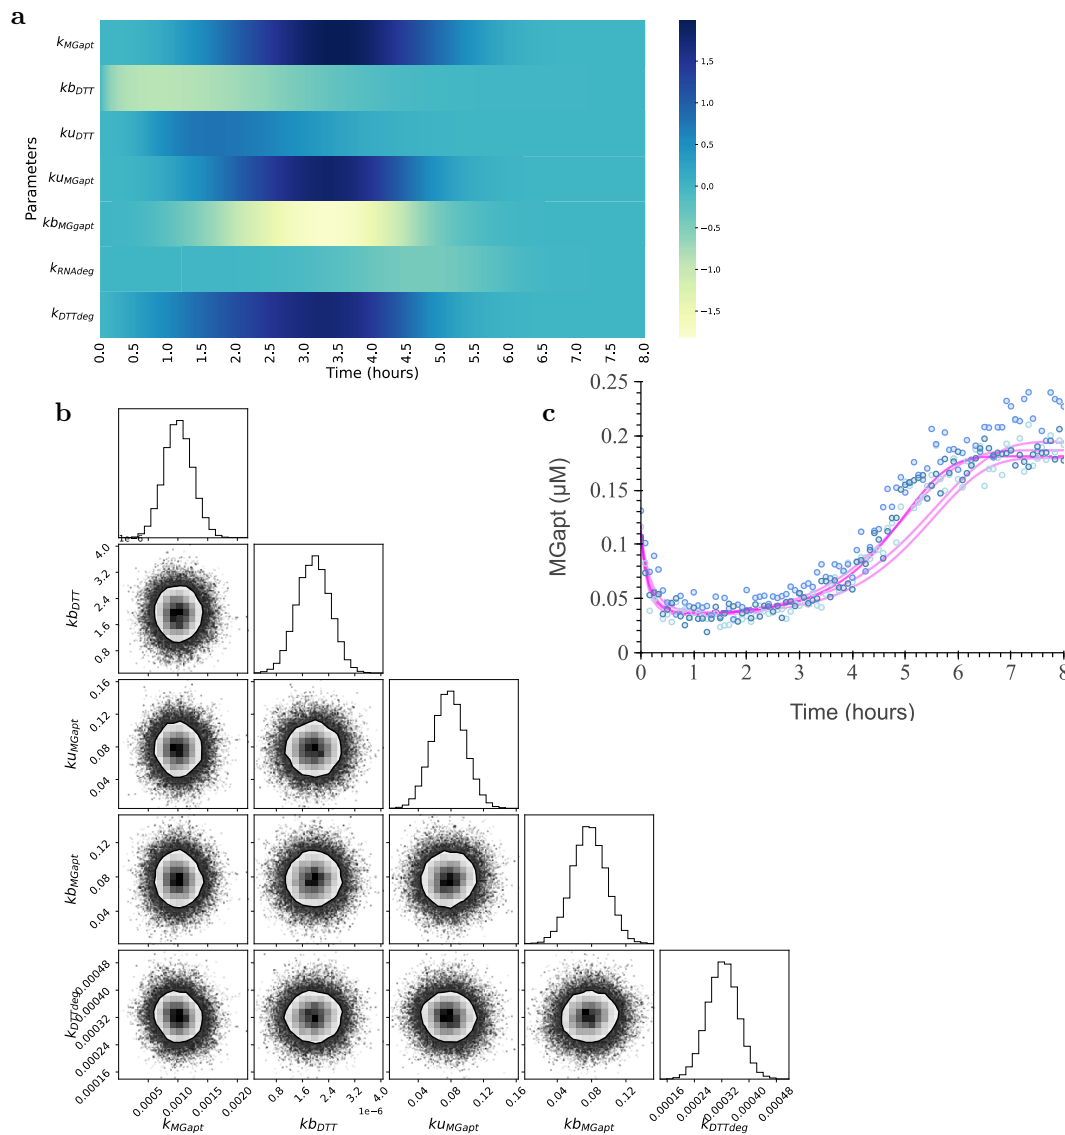 a
k_MGapt
kb_DTT
ku_DTT
ku_MGapt
kb_MGgapt
k_RNAdeg
k_DTTdeg
Parameters
0.0 0.5 1.0 1.5 2.0 2.5 3.0 3.5 4.0 4.5 5.0 5.5 6.0 6.5 7.0 7.5 8.0
Time (hours)
1.5
1.0
0.5
0.0
−0.5
−1.0
−1.5
b
1e−6
kb_DTT
4.0
3.2
2.4
1.6
0.8
ku_MGapt
0.16
0.12
0.08
0.04
kb_MGapt
0.12
0.08
0.04
k_DTTdeg
0.00048
0.00040
0.00032
0.00024
0.00016
0.0005 0.0010 0.0015 0.0020
k_MGapt
0.8 1.6 2.4 3.2 4.0
1e−6
kb_DTT
0.04 0.08 0.12 0.16
ku_MGapt
0.04 0.08 0.12
kb_MGapt
0.00016 0.00024 0.00032 0.00040 0.00048
k_DTTdeg
c
MGapt (µM)
0.25
0.2
0.15
0.1
0.05
0
0 1 2 3 4 5 6 7 8
Time (hours)